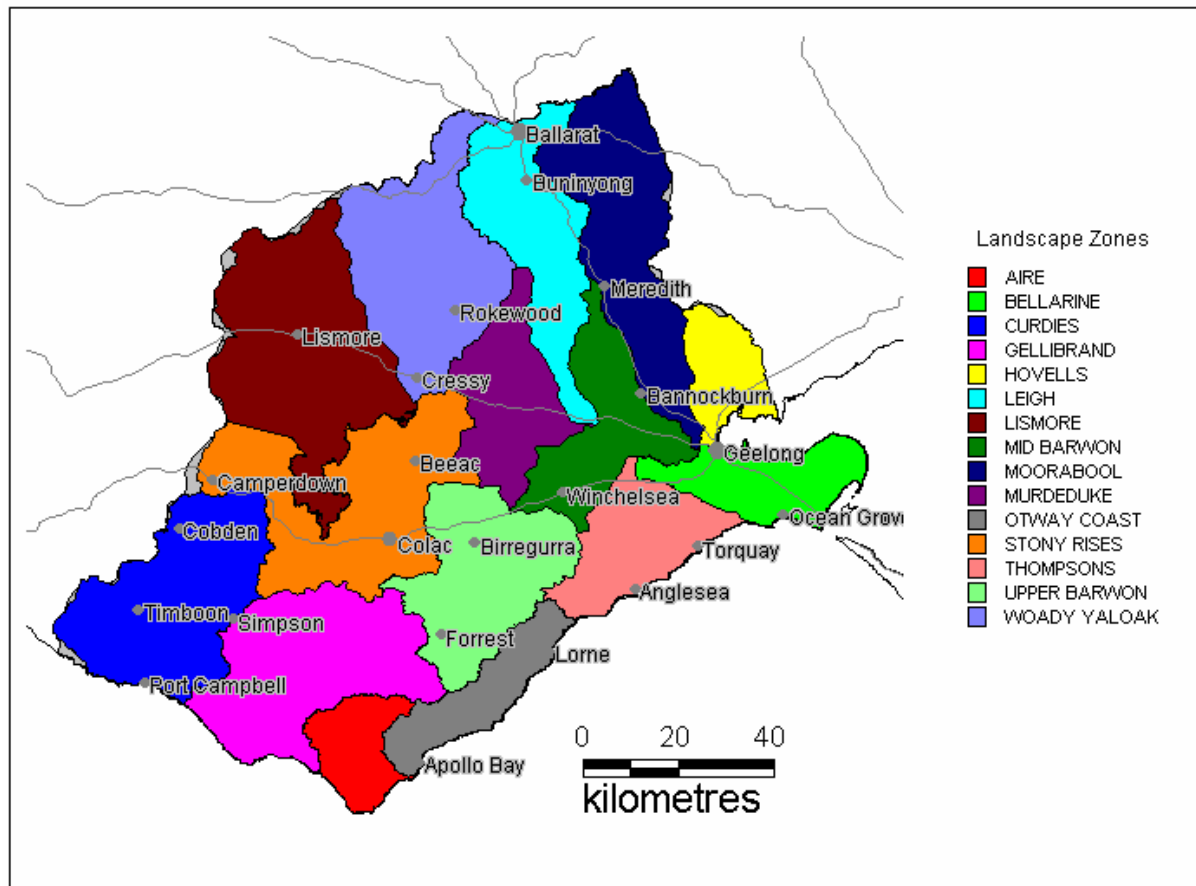 Ballarat
Buninyong
Meredith
Rokewood
Lismore
Cressy
Bannockburn
Geelong
Beeac
Camperdown
Winchelsea
Ocean Grove
Cobden
Colac
Birregurra
Torquay
Anglesea
Timboon
Simpson
Forrest
Lorne
Port Campbell
Apollo Bay
0 20 40
kilometres
Landscape Zones
AIRE
BELLARINE
CURDIES
GELLIBRAND
HOVELLS
LEIGH
LISMORE
MID BARWON
MOORABOOL
MURDEDUKE
OTWAY COAST
STONY RISES
THOMPSONS
UPPER BARWON
WOADY YALOAK